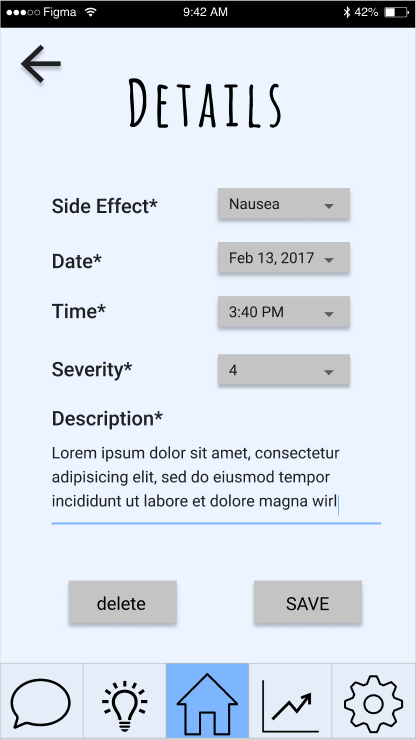 Figma 9:42 AM 42%
DETAILS
Side Effect* Nausea
Date* Feb 13, 2017
Time* 3:40 PM
Severity* 4
Description*
Lorem ipsum dolor sit amet, consectetur
adipisicing elit, sed do eiusmod tempor
incididunt ut labore et dolore magna wirl
delete SAVE